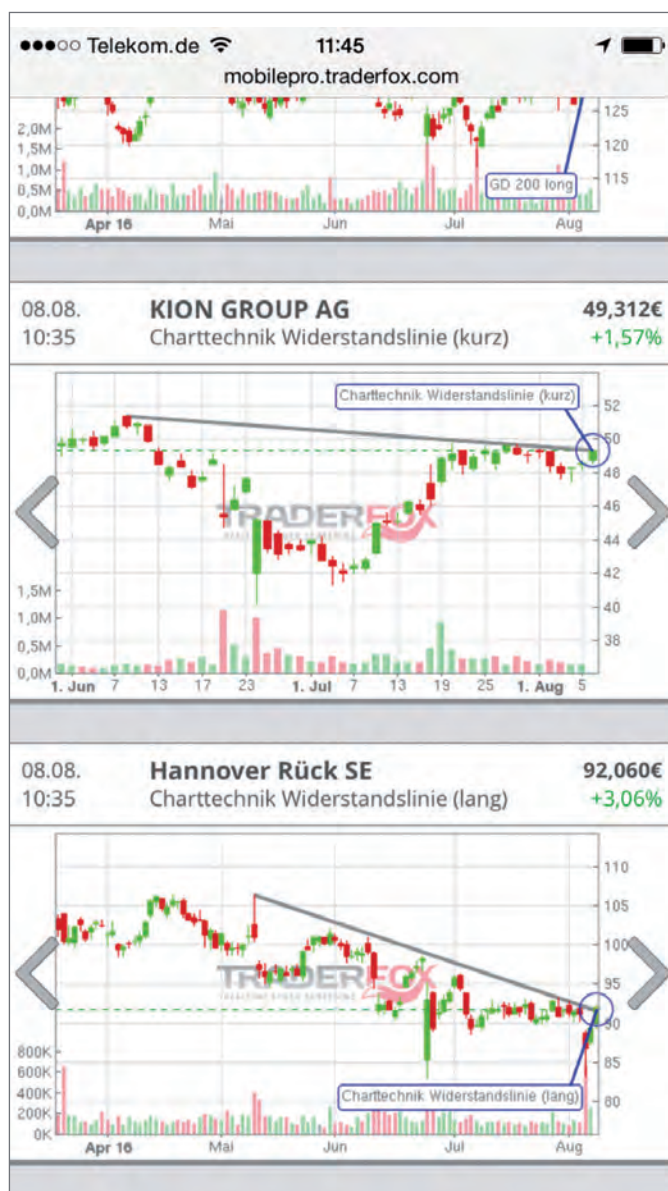 Telekom.de 11:45
mobilepro.traderfox.com
125
2,0M
120
1,5M
1,0M
115
0,5M
GD 200 long
0,0M
Apr 16 Mai Jun Jul Aug
08.08. KION GROUP AG 49,312€
10:35 Charttechnik Widerstandslinie (kurz) +1,57%
Charttechnik Widerstandslinie (kurz)
52
50
48
46
TRADERFOX
44
42
1,5M
40
1,0M
38
0,5M
0,0M
1. Jun 7 13 17 23 1. Jul 7 13 19 25 1. Aug 5
08.08. Hannover Rück SE 92,060€
10:35 Charttechnik Widerstandslinie (lang) +3,06%
110
105
100
TRADERFOX
95
90
800K
85
600K
400K
Charttechnik Widerstandslinie (lang)
80
200K
0K
Apr 16 Mai Jun Jul Aug